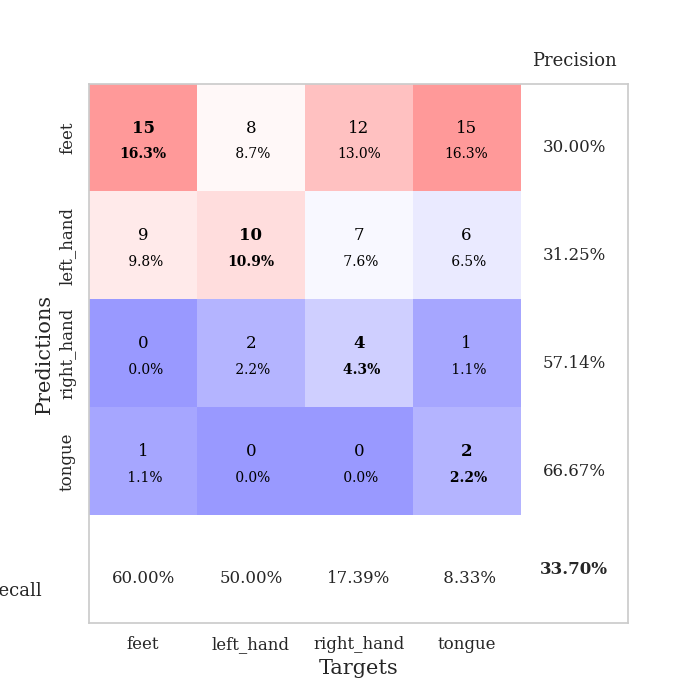 Precision
feet
15 8 12 15
16.3% 8.7% 13.0% 16.3%
30.00%
left_hand
9 10 7 6
9.8% 10.9% 7.6% 6.5%
31.25%
Predictions
right_hand
0 2 4 1
0.0% 2.2% 4.3% 1.1%
57.14%
tongue
1 0 0 2
1.1% 0.0% 0.0% 2.2%
66.67%
ecall
60.00% 50.00% 17.39% 8.33% 33.70%
feet left_hand right_hand tongue
Targets